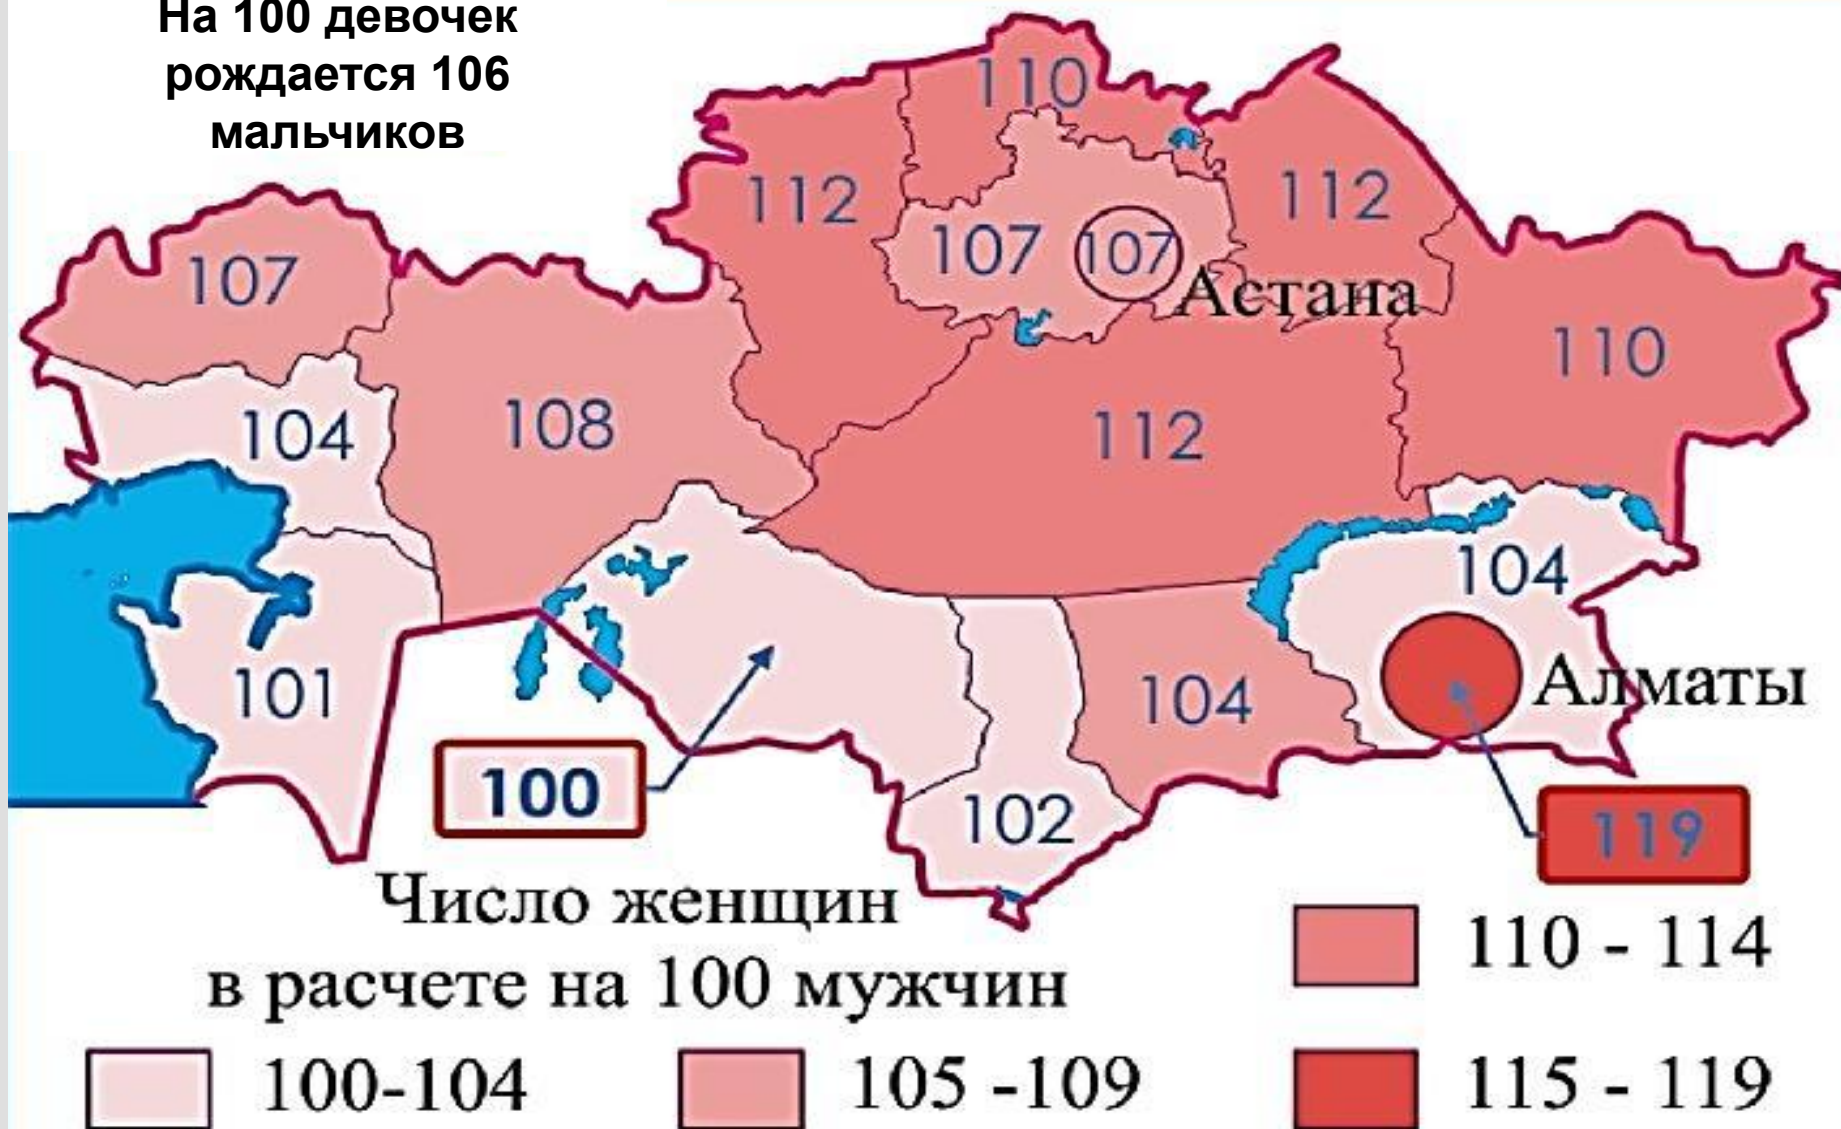 На 100 девочек
рождается 106
мальчиков
110
112
112
107
107
107
Астана
110
104
108
112
104
101
104
Алматы
100
102
119
Число женщин
в расчете на 100 мужчин
110 - 114
100-104
105 -109
115 - 119